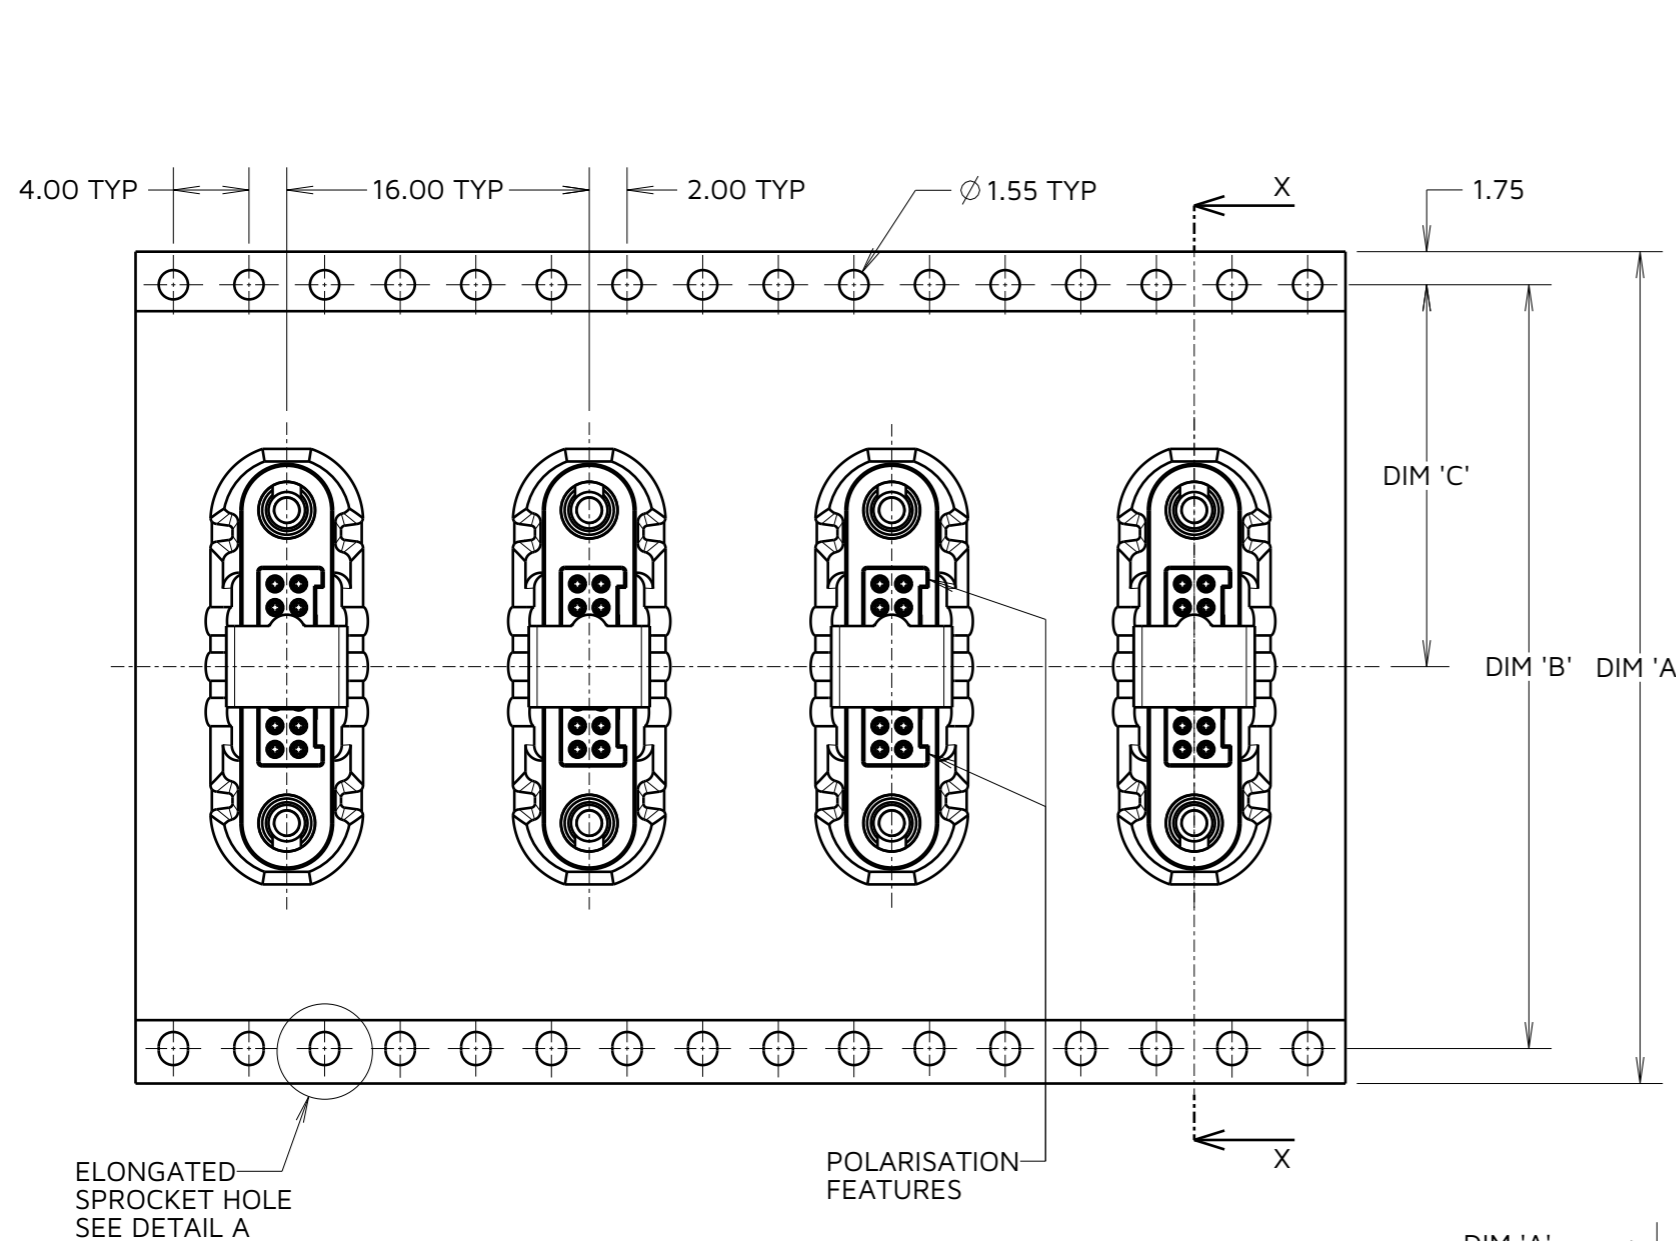 4.00 TYP
16.00 TYP
2.00 TYP
∅ 1.55 TYP
X
1.75
DIM 'C'
DIM 'B'
DIM 'A
X
ELONGATED
SPROCKET HOLE
SEE DETAIL A
POLARISATION
FEATURES
DIM 'A'